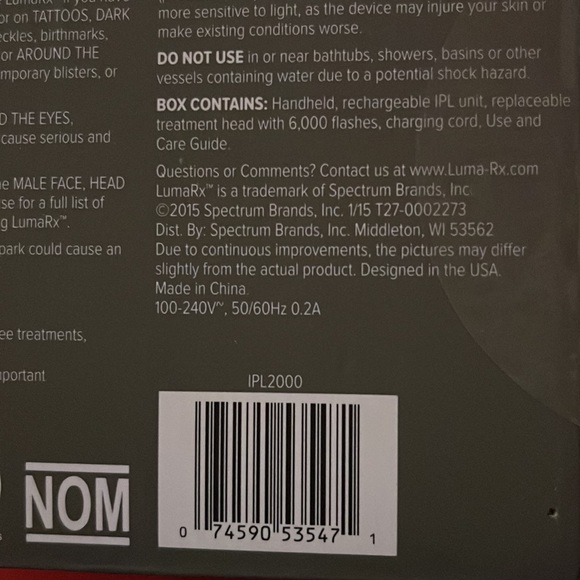 or on TATTOOS, DARK
eckles, birthmarks,
or AROUND THE
mporary blisters, or
D THE EYES,
cause serious and
e MALE FACE, HEAD
se for a full list of
g LumaRx™.
park could cause an
ee treatments,
portant
more sensitive to light, as the device may injure your skin or
make existing conditions worse.
DO NOT USE in or near bathtubs, showers, basins or other
vessels containing water due to a potential shock hazard.
BOX CONTAINS: Handheld, rechargeable IPL unit, replaceable
treatment head with 6,000 flashes, charging cord, Use and
Care Guide.
Questions or Comments? Contact us at www.Luma-Rx.com
LumaRx™ is a trademark of Spectrum Brands, Inc.
©2015 Spectrum Brands, Inc. 1/15 T27-0002273
Dist. By: Spectrum Brands, Inc. Middleton, WI 53562
Due to continuous improvements, the pictures may differ
slightly from the actual product. Designed in the USA.
Made in China.
100-240V~, 50/60Hz 0.2A
IPL2000
NOM
0 74590 53547 1